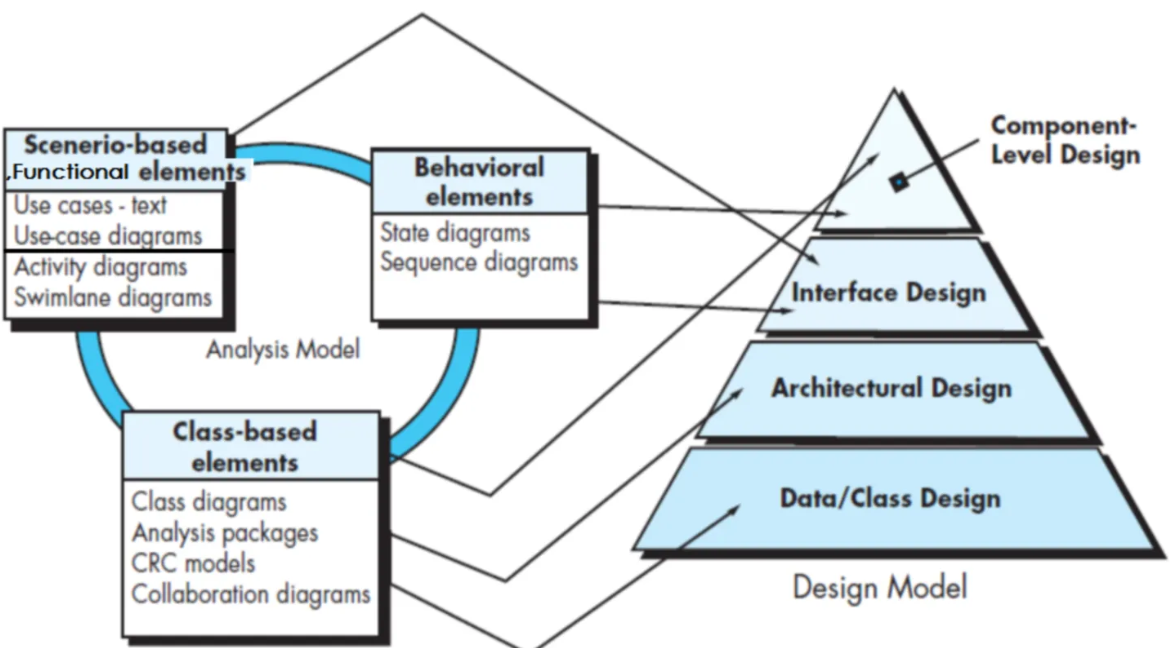 Scenerio-based
,Functional elements
Use cases - text
Use-case diagrams
Activity diagrams
Swimlane diagrams
Behavioral
elements
State diagrams
Sequence diagrams
Analysis Model
Class-based
elements
Class diagrams
Analysis packages
CRC models
Collaboration diagrams
Component-
Level Design
Interface Design
Architectural Design
Data/Class Design
Design Model